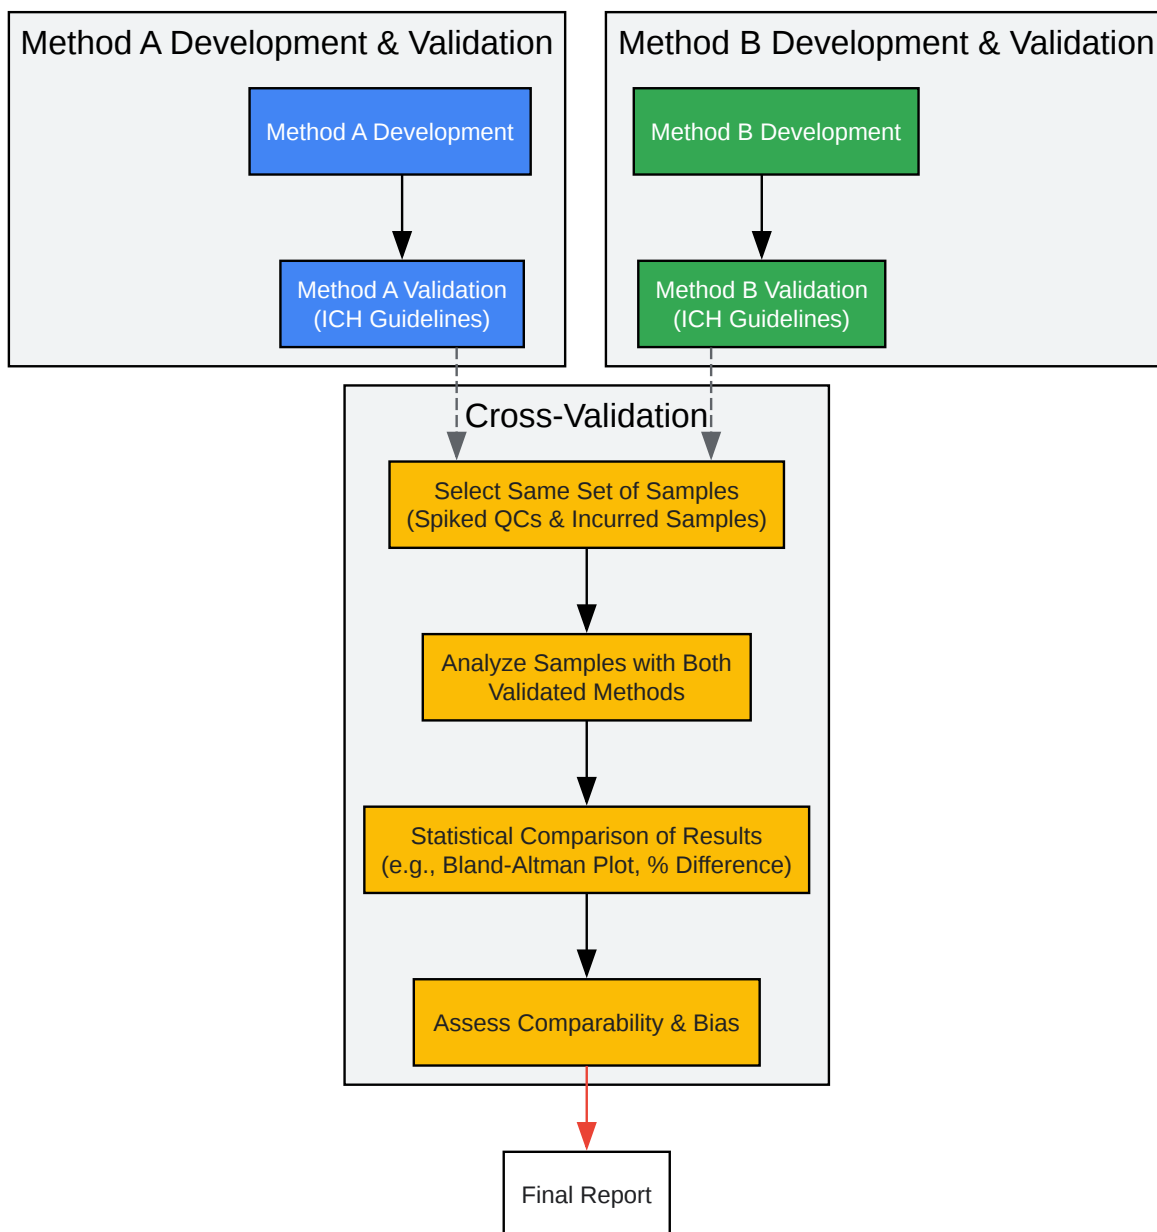 Method A Development & Validation
Method B Development & Validation
Method A Development
Method B Development
Method A Validation
(ICH Guidelines)
Method B Validation
(ICH Guidelines)
Cross-Validation
Select Same Set of Samples
(Spiked QCs & Incurred Samples)
Analyze Samples with Both
Validated Methods
Statistical Comparison of Results
(e.g., Bland-Altman Plot, % Difference)
Assess Comparability & Bias
Final Report